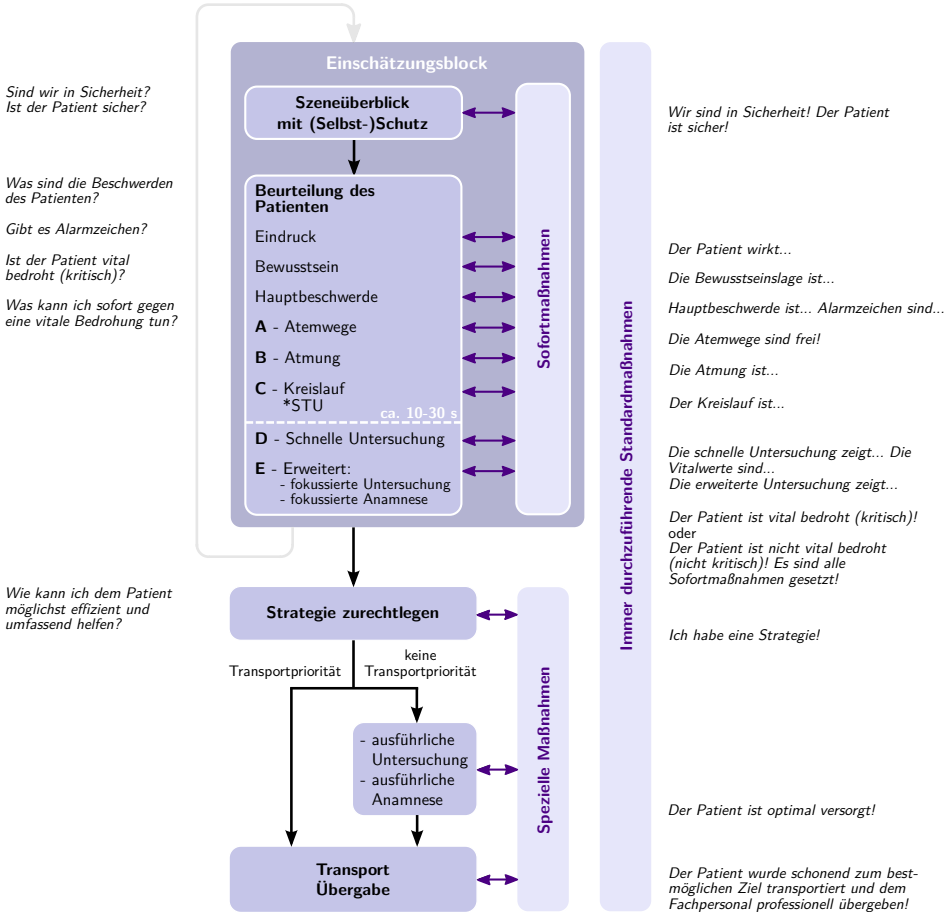 Einschätzungsblock
Sind wir in Sicherheit?
Ist der Patient sicher?
Szeneüberblick
mit (Selbst-)Schutz
Wir sind in Sicherheit! Der Patient
ist sicher!
Was sind die Beschwerden
des Patienten?
Gibt es Alarmzeichen?
Ist der Patient vital
bedroht (kritisch)?
Was kann ich sofort gegen
eine vitale Bedrohung tun?
Beurteilung des
Patienten
Eindruck
Bewusstsein
Hauptbeschwerde
A - Atemwege
B - Atmung
C - Kreislauf
*STU
ca. 10-30 s
D - Schnelle Untersuchung
E - Erweitert:
- fokussierte Untersuchung
- fokussierte Anamnese
Sofortmaßnahmen
Immer durchzuführende Standardmaßnahmen
Der Patient wirkt...
Die Bewusstseinslage ist...
Hauptbeschwerde ist... Alarmzeichen sind...
Die Atemwege sind frei!
Die Atmung ist...
Der Kreislauf ist...
Die schnelle Untersuchung zeigt... Die
Vitalwerte sind...
Die erweiterte Untersuchung zeigt...
Der Patient ist vital bedroht (kritisch)!
oder
Der Patient ist nicht vital bedroht
(nicht kritisch)! Es sind alle
Sofortmaßnahmen gesetzt!
Wie kann ich dem Patient
möglichst effizient und
umfassend helfen?
Strategie zurechtlegen
Ich habe eine Strategie!
Transportpriorität
keine
Transportpriorität
- ausführliche
Untersuchung
- ausführliche
Anamnese
Spezielle Maßnahmen
Der Patient ist optimal versorgt!
Transport
Übergabe
Der Patient wurde schonend zum best-
möglichen Ziel transportiert und dem
Fachpersonal professionell übergeben!